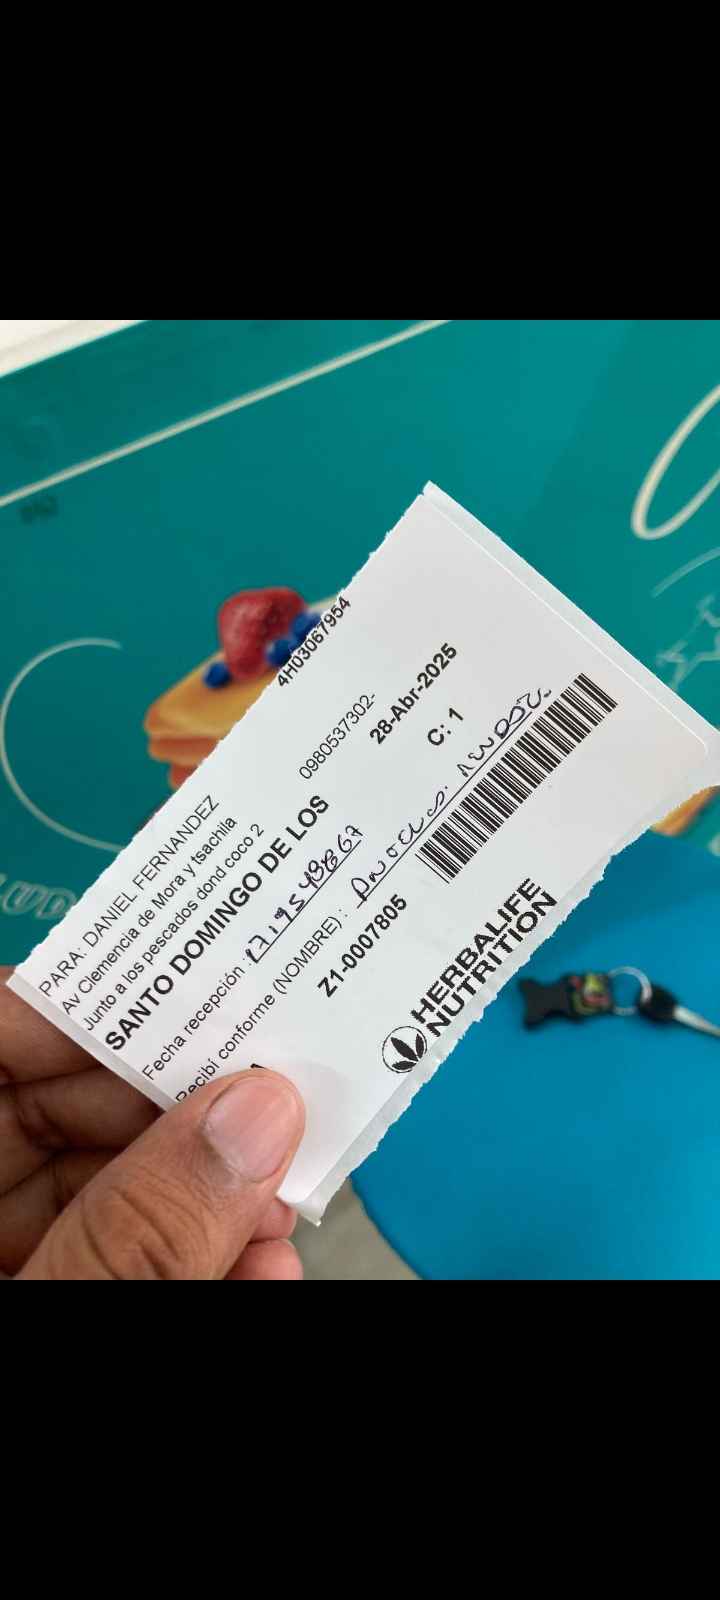 4H03067954
PARA: DANIEL FERNANDEZ
0980537302-
Av Clemencia de Mora y tsachila
28-Abr-2025
Junto a los pescados dond coco 2
C: 1
SANTO DOMINGO DE LOS
Fecha recepción :
Recibí conforme (NOMBRE) :
Z1-0007805
HERBALIFE
NUTRITION